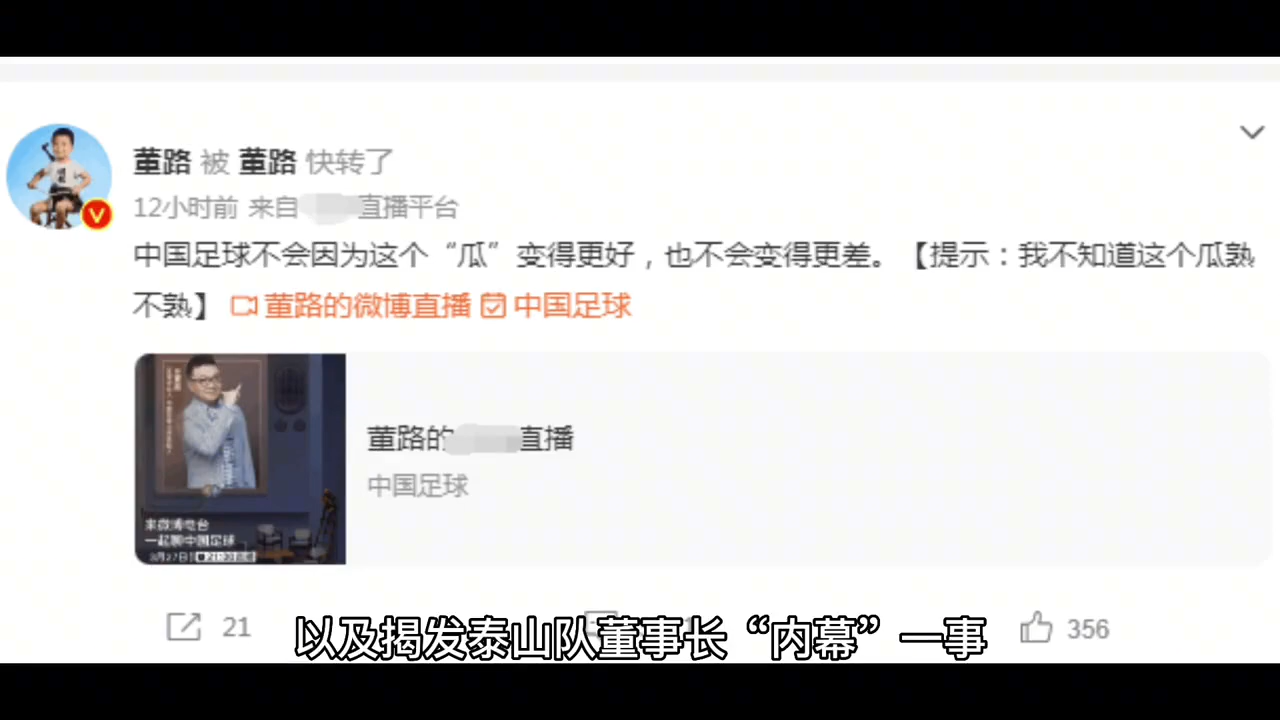 董路 被 董路 快转了
12小时前 来自 直播平台
中国足球不会因为这个“瓜”变得更好，也不会变得更差。【提示：我不知道这个瓜熟
不熟】 董路的微博直播 中国足球
董路的 直播
中国足球
来微博电台
一起聊中国足球
3月27日
21
356
以及揭发泰山队董事长“内幕”一事